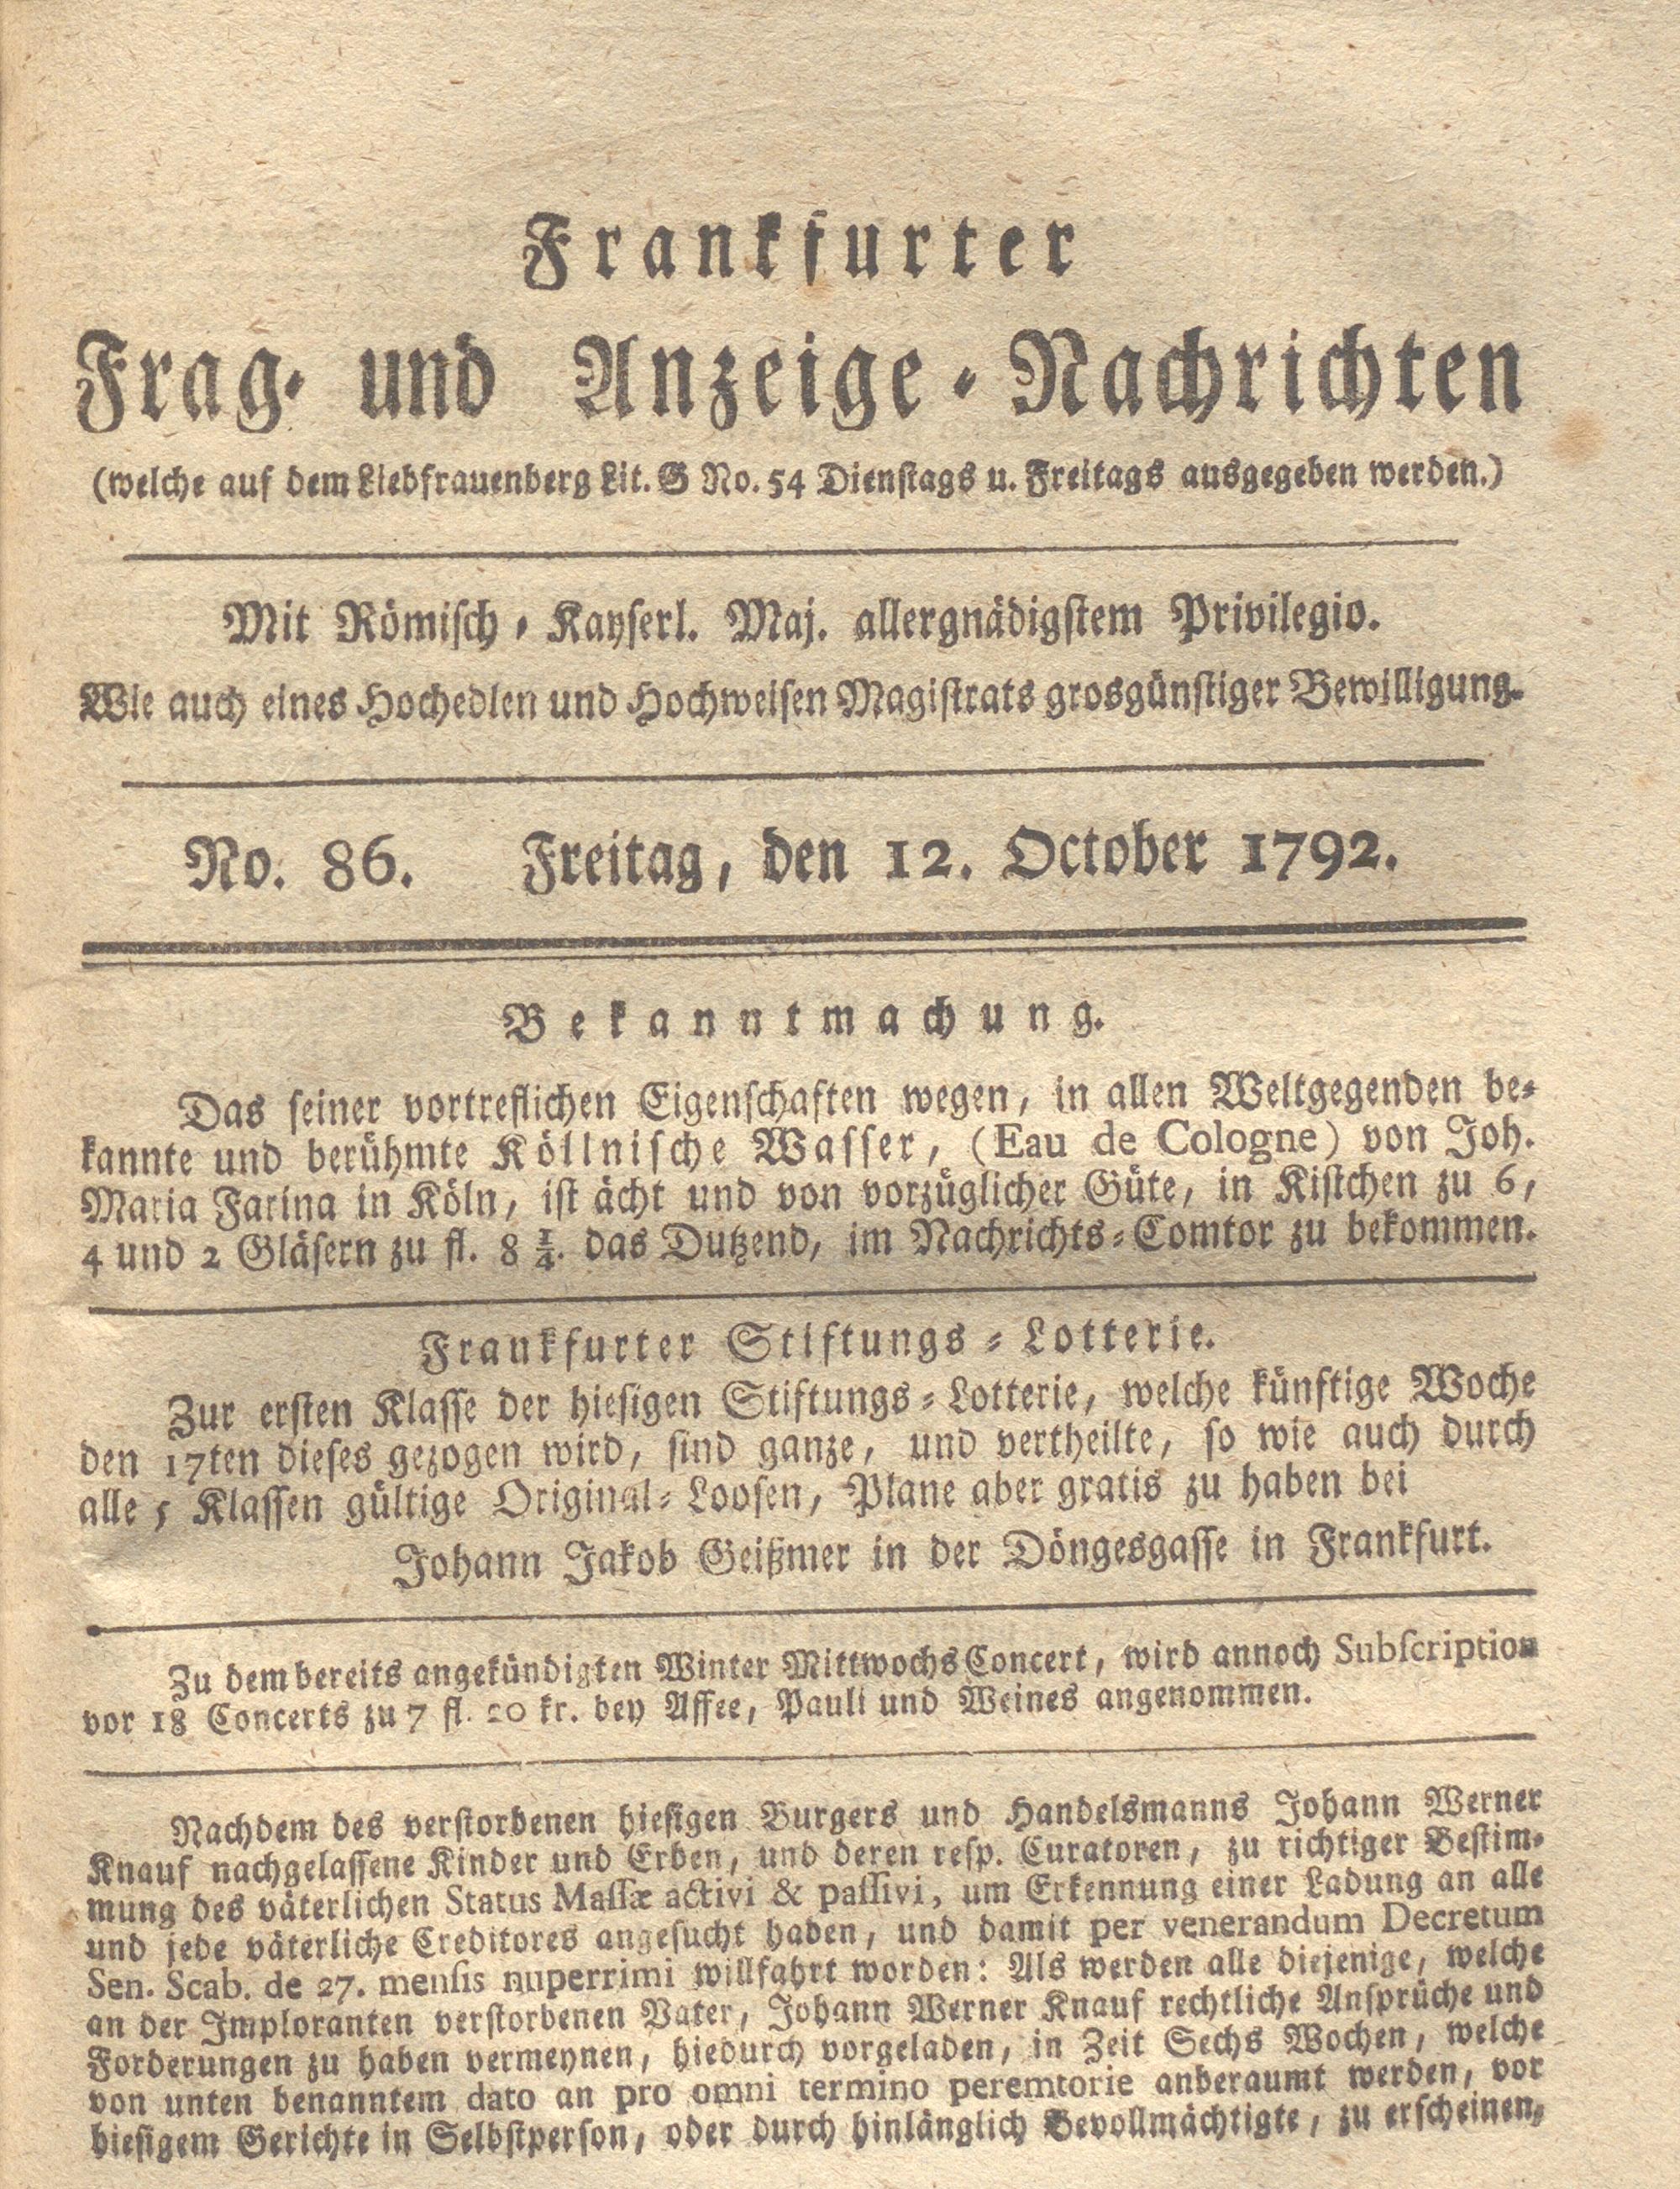 Frankfurter
Frag- und Anzeige-Nachrichten
(welche auf dem Liebfrauenberg Lit. G No. 54 Dienstags u. Freitags ausgegeben werden.)
Mit Römisch-Kayserl. Maj. allergnädigstem Privilegio.
Wie auch eines Hochedlen und Hochweisen Magistrats grosgünstiger Bewilligung.
No. 86. Freitag, den 12. October 1792.
Bekanntmachung.
Das seiner vortreflichen Eigenschaften wegen, in allen Weltgegenden be-
kannte und berühmte Köllnische Wasser, (Eau de Cologne) von Joh.
Maria Farina in Köln, ist ächt und von vorzüglicher Güte, in Kistchen zu 6,
4 und 2 Gläsern zu fl. 8 1/4. das Dutzend, im Nachrichts-Comtor zu bekommen.
Frankfurter Stiftungs-Lotterie.
Zur ersten Klasse der hiesigen Stiftungs-Lotterie, welche künftige Woche
den 17ten dieses gezogen wird, sind ganze, und vertheilte, so wie auch durch
alle 5 Klassen gültige Original-Loosen, Plane aber gratis zu haben bei
Johann Jakob Geißmer in der Döngesgasse in Frankfurt.
Zu dem bereits angekündigten Winter Mittwochs Concert, wird annoch Subscription
vor 18 Concerts zu 7 fl. 20 kr. bey Affee, Pauli und Weines angenommen.
Nachdem des verstorbenen hiesigen Burgers und Handelsmanns Johann Werner
Knauf nachgelassene Kinder und Erben, und deren resp. Curatoren, zu richtiger Bestim-
mung des väterlichen Status Massæ activi & passivi, um Erkennung einer Ladung an alle
und jede väterliche Creditores angesucht haben, und damit per venerandum Decretum
Sen. Scab. de 27. mensis nuperrimi willfahrt worden: Als werden alle diejenige, welche
an der Imploranten verstorbenen Vater, Johann Werner Knauf rechtliche Ansprüche und
Forderungen zu haben vermeynen, hiedurch vorgeladen, in Zeit Sechs Wochen, welche
von unten benanntem dato an pro omni termino peremtorie anberaumt werden, vor
hiesigem Gerichte in Selbstperson, oder durch hinlänglich Bevollmächtigte, zu erscheinen,